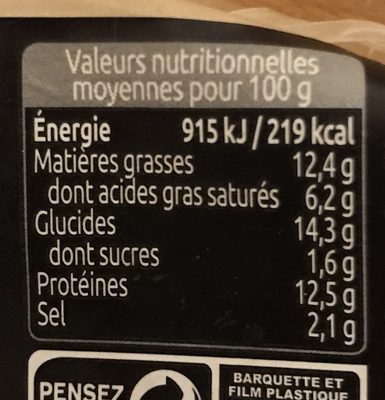 Valeurs nutritionnelles
moyennes pour 100 g
Énergie 915 kJ / 219 kcal
Matières grasses 12,4 g
dont acides gras saturés 6,2 g
Glucides 14,3 g
dont sucres 1,6 g
Protéines 12,5 g
Sel 2,1 g
PENSEZ
BARQUETTE ET
FILM PLASTIQUE